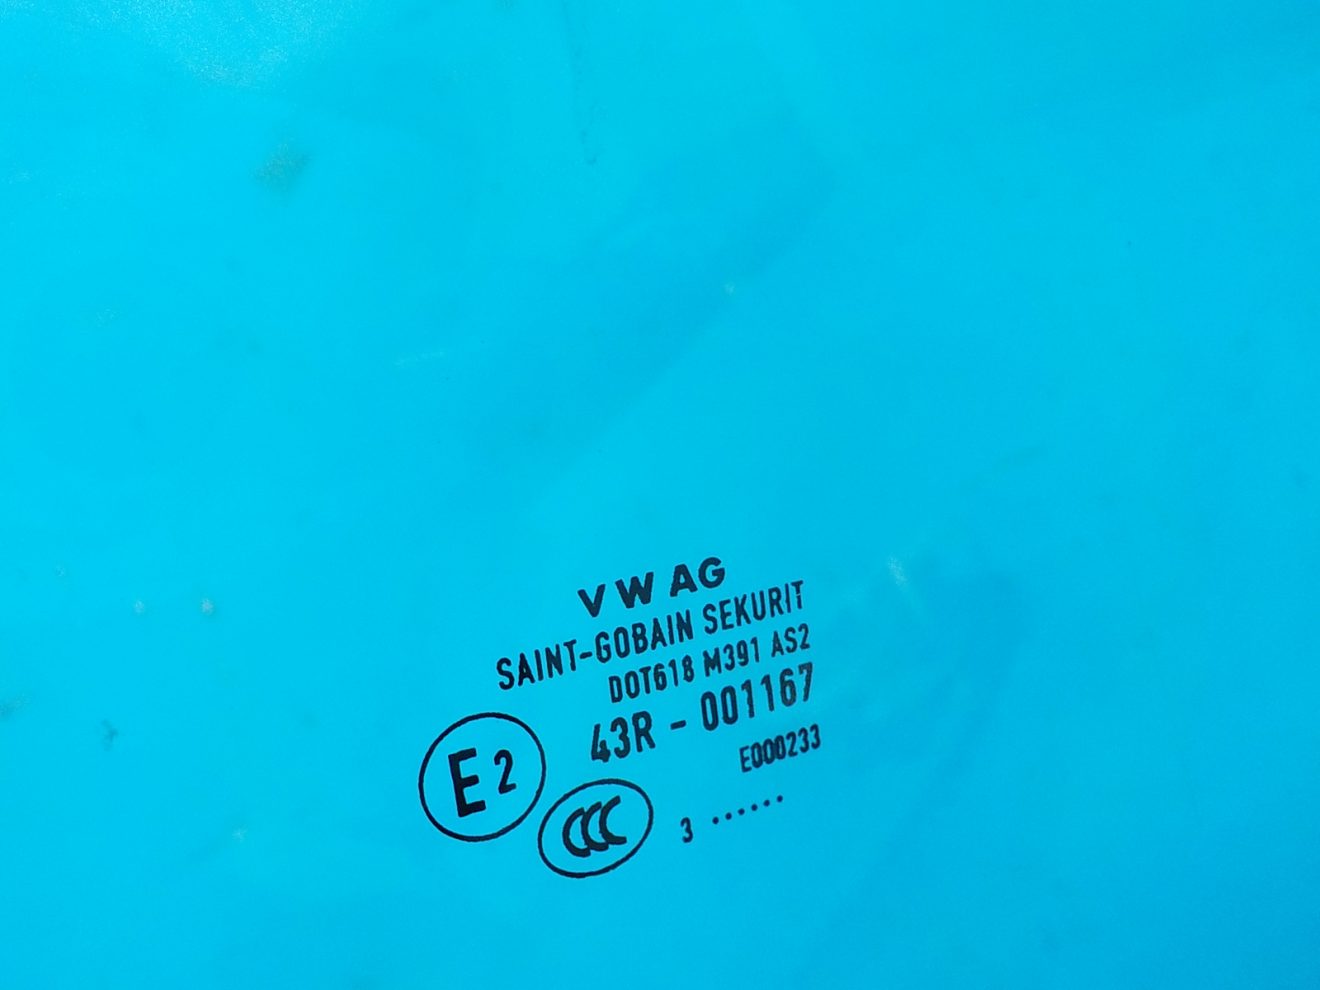 VW AG
SAINT-GOBAIN SEKURIT
DOT618 M391 AS2
43R - 001167
E2
E000233
CCC
3 ......